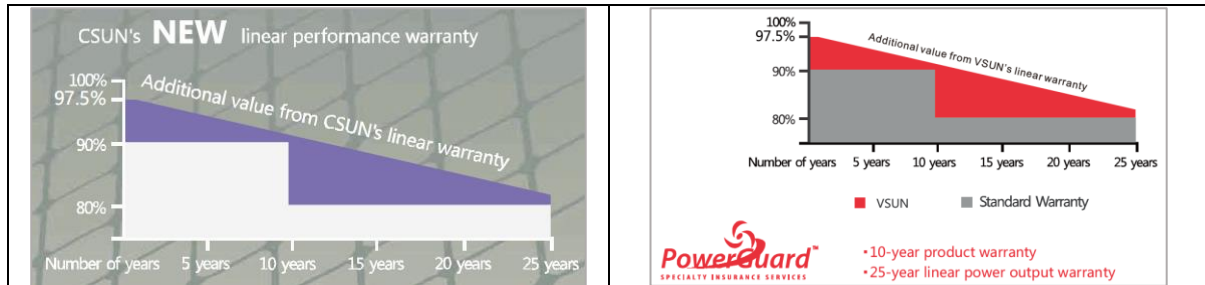 CSUN's NEW linear performance warranty
100%
97.5%
90%
80%
Additional value from CSUN's linear warranty
Number of years 5 years 10 years 15 years 20 years 25 years
100%
97.5%
90%
80%
Additional value from VSUN's linear warranty
Number of years 5 years 10 years 15 years 20 years 25 years
VSUN Standard Warranty
PowerGuard™
SPECIALTY INSURANCE SERVICES
•10-year product warranty
•25-year linear power output warranty